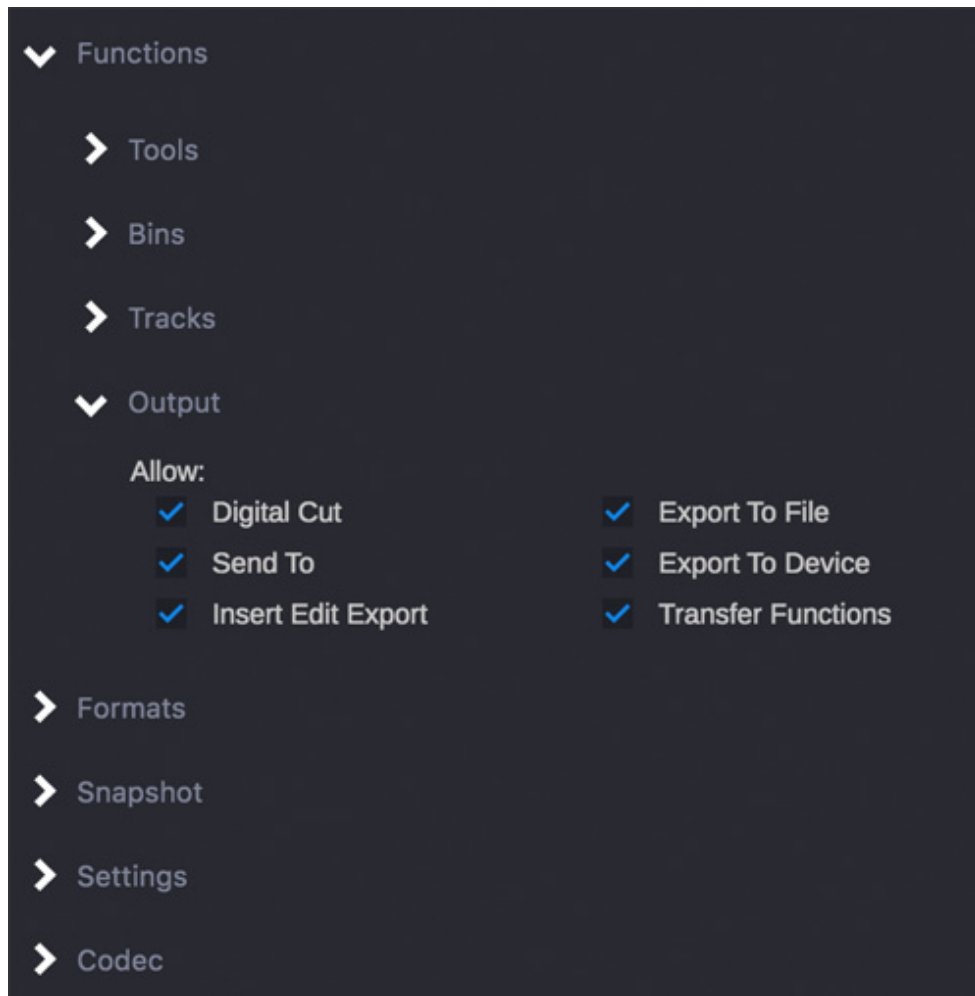 Functions
Tools
Bins
Tracks
Output
Allow:
Digital Cut Export To File
Send To Export To Device
Insert Edit Export Transfer Functions
Formats
Snapshot
Settings
Codec